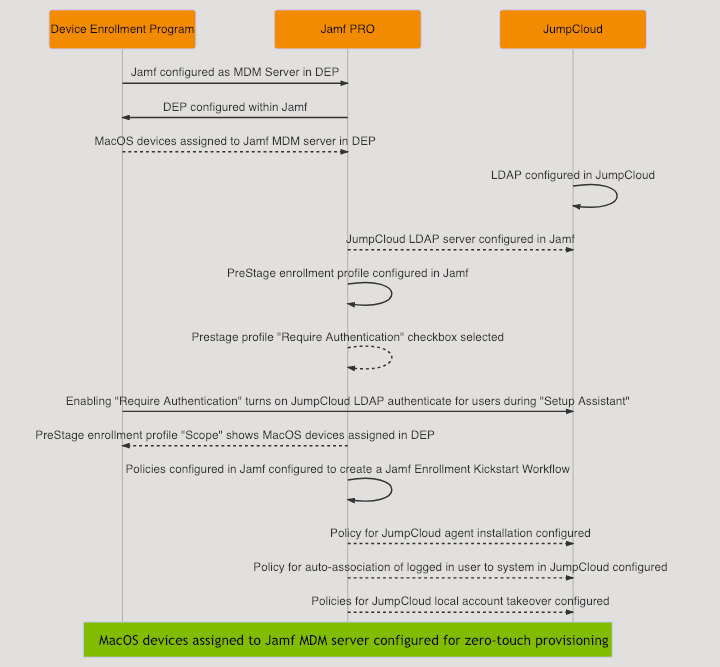 Device Enrollment Program
Jamf PRO
JumpCloud
Jamf configured as MDM Server in DEP
DEP configured within Jamf
MacOS devices assigned to Jamf MDM server in DEP
LDAP configured in JumpCloud
JumpCloud LDAP server configured in Jamf
PreStage enrollment profile configured in Jamf
Prestage profile "Require Authentication" checkbox selected
Enabling "Require Authentication" turns on JumpCloud LDAP authenticate for users during "Setup Assistant"
PreStage enrollment profile "Scope" shows MacOS devices assigned in DEP
Policies configured in Jamf configured to create a Jamf Enrollment Kickstart Workflow
Policy for JumpCloud agent installation configured
Policy for auto-association of logged in user to system in JumpCloud configured
Policies for JumpCloud local account takeover configured
MacOS devices assigned to Jamf MDM server configured for zero-touch provisioning